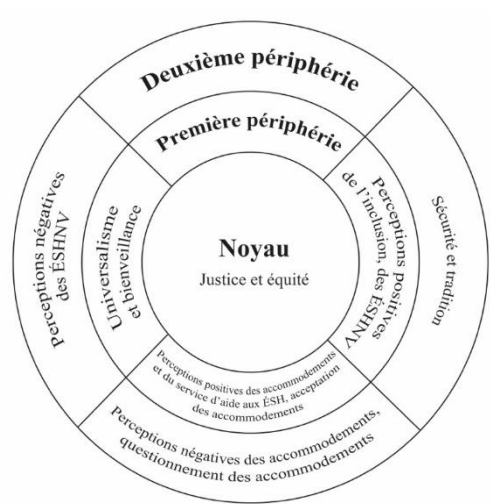 Deuxième périphérie
Première périphérie
Perceptions négatives
des ÉSHNV
Universalisme
et bienveillance
Noyau
Justice et équité
Perceptions positives
de l'inclusion, des ÉSHNV
Sécurité et tradition
Perceptions positives des accommodements
et du service d'aide aux ÉSH, acceptation
des accommodements
Perceptions négatives des accommodements,
questionnement des accommodements